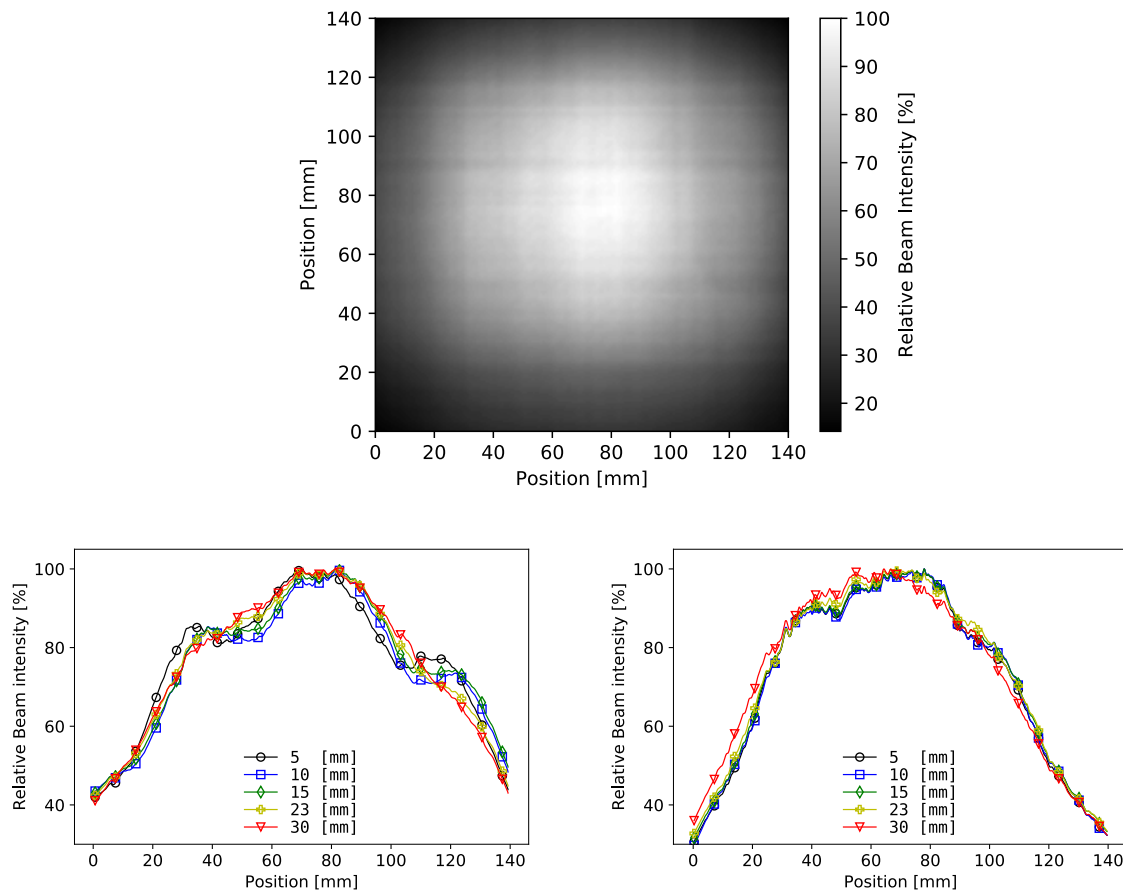 140
120
100
80
60
40
20
0
Position [mm]
0 20 40 60 80 100 120 140
Position [mm]
100
90
80
70
60
50
40
30
20
Relative Beam Intensity [%]
100
80
60
40
Relative Beam intensity [%]
5 [mm]
10 [mm]
15 [mm]
23 [mm]
30 [mm]
0 20 40 60 80 100 120 140
Position [mm]
100
80
60
40
Relative Beam intensity [%]
5 [mm]
10 [mm]
15 [mm]
23 [mm]
30 [mm]
0 20 40 60 80 100 120 140
Position [mm]